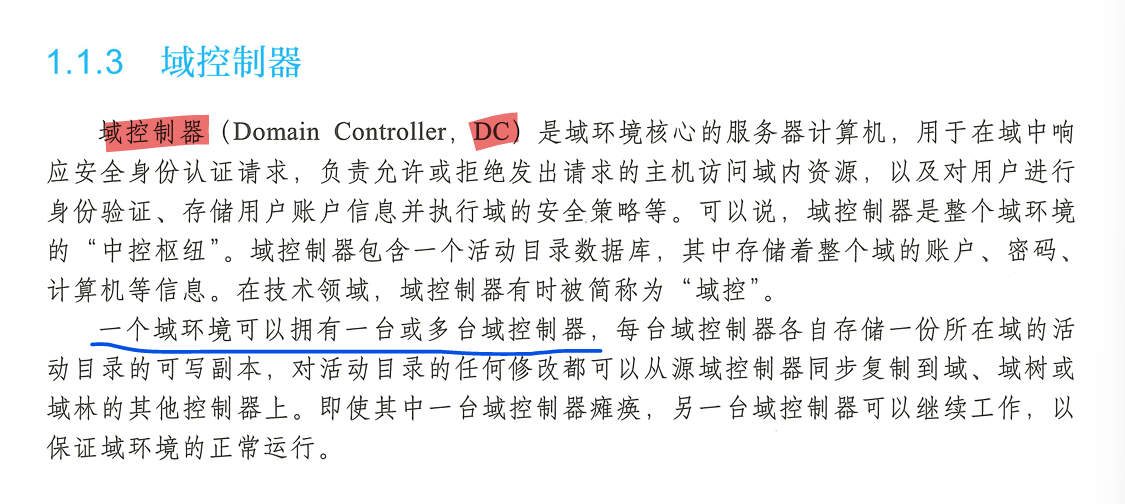 1.1.3 域控制器
域控制器（Domain Controller，DC）是域环境核心的服务器计算机，用于在域中响
应安全身份认证请求，负责允许或拒绝发出请求的主机访问域内资源，以及对用户进行
身份验证、存储用户账户信息并执行域的安全策略等。可以说，域控制器是整个域环境
的“中控枢纽”。域控制器包含一个活动目录数据库，其中存储着整个域的账户、密码、
计算机等信息。在技术领域，域控制器有时被简称为“域控”。
一个域环境可以拥有一台或多台域控制器，每台域控制器各自存储一份所在域的活
动目录的可写副本，对活动目录的任何修改都可以从源域控制器同步复制到域、域树或
域林的其他控制器上。即使其中一台域控制器瘫痪，另一台域控制器可以继续工作，以
保证域环境的正常运行。